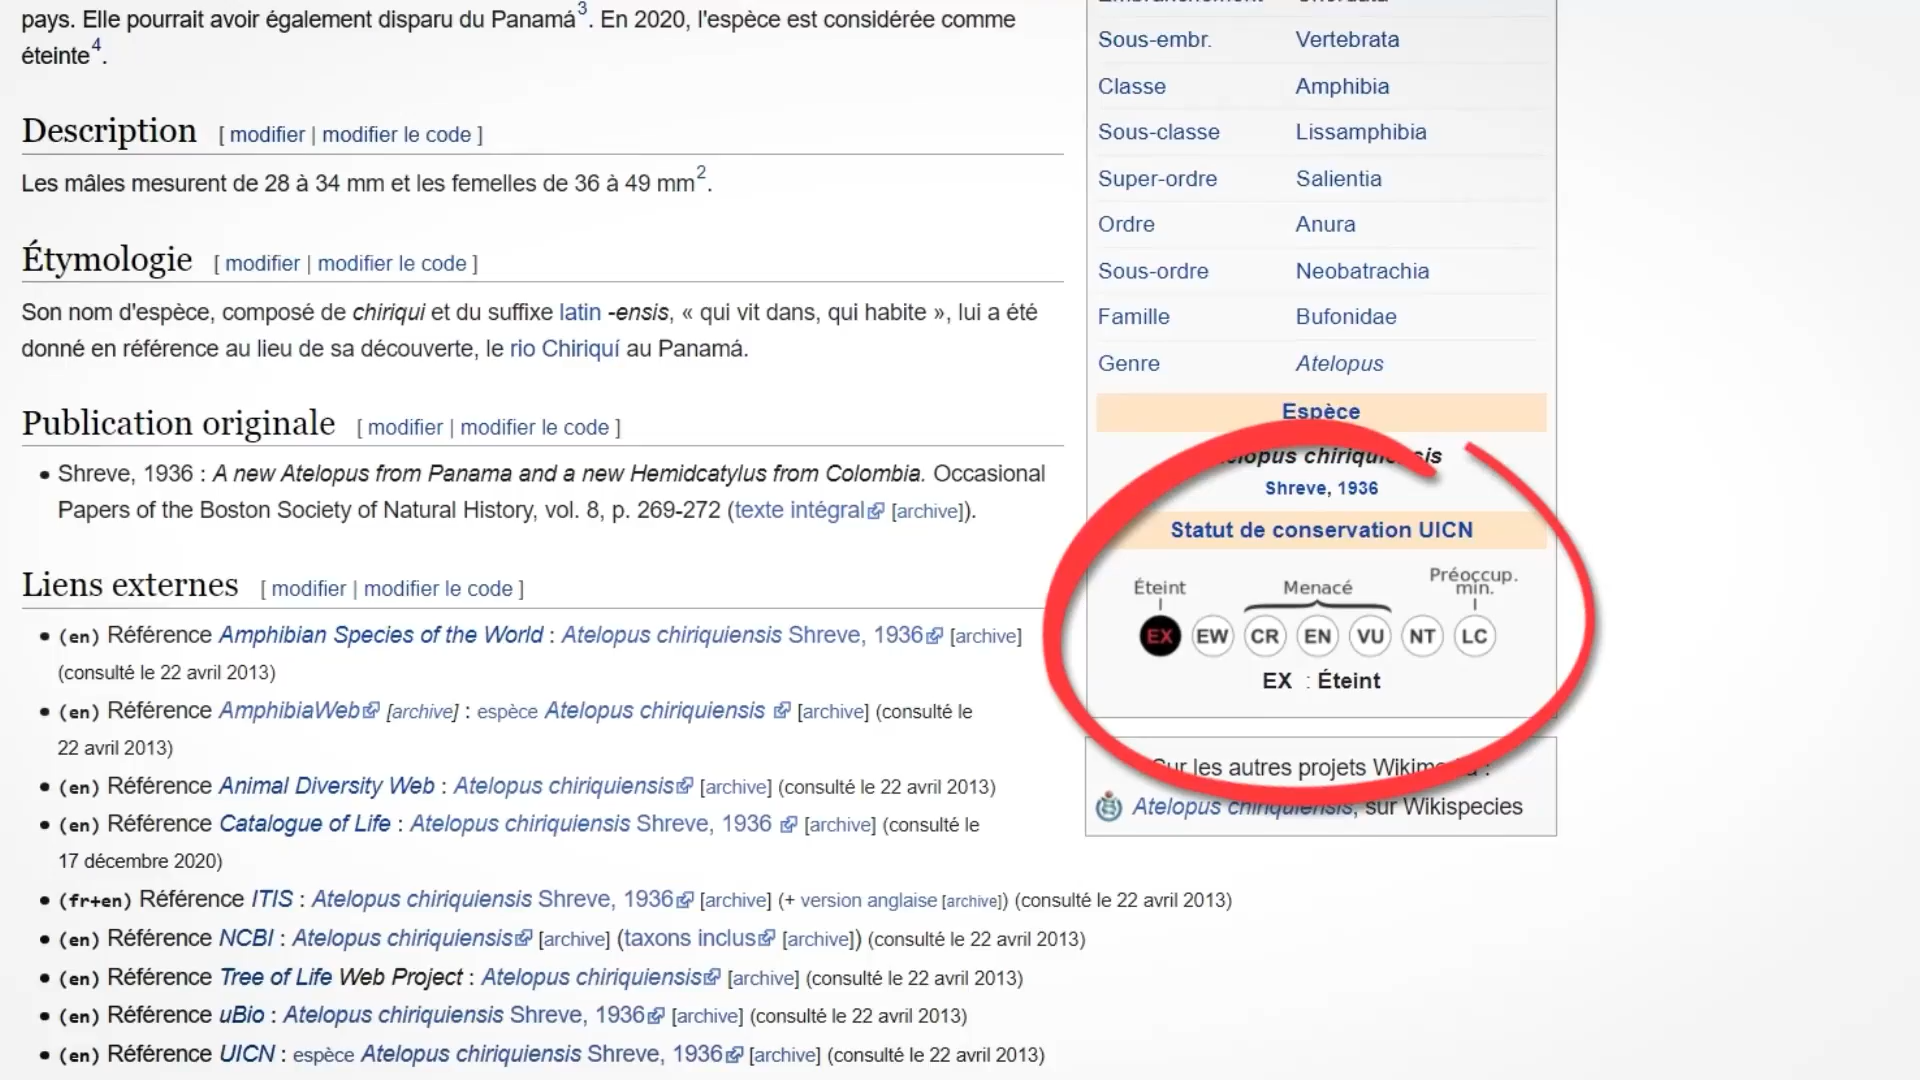 pays. Elle pourrait avoir également disparu du Panamá3. En 2020, l'espèce est considérée comme
éteinte4.
Description [ modifier | modifier le code ]
Les mâles mesurent de 28 à 34 mm et les femelles de 36 à 49 mm2.
Étymologie [ modifier | modifier le code ]
Son nom d'espèce, composé de chiriqui et du suffixe latin -ensis, « qui vit dans, qui habite », lui a été
donné en référence au lieu de sa découverte, le rio Chiriquí au Panamá.
Publication originale [ modifier | modifier le code ]
• Shreve, 1936 : A new Atelopus from Panama and a new Hemidcatylus from Colombia. Occasional
Papers of the Boston Society of Natural History, vol. 8, p. 269-272 (texte intégral [archive]).
Liens externes [ modifier | modifier le code ]
• (en) Référence Amphibian Species of the World : Atelopus chiriquiensis Shreve, 1936 [archive]
(consulté le 22 avril 2013)
• (en) Référence AmphibiaWeb [archive] : espèce Atelopus chiriquiensis [archive] (consulté le
22 avril 2013)
• (en) Référence Animal Diversity Web : Atelopus chiriquiensis [archive] (consulté le 22 avril 2013)
• (en) Référence Catalogue of Life : Atelopus chiriquiensis Shreve, 1936 [archive] (consulté le
17 décembre 2020)
• (fr+en) Référence ITIS : Atelopus chiriquiensis Shreve, 1936 [archive] (+ version anglaise [archive]) (consulté le 22 avril 2013)
• (en) Référence NCBI : Atelopus chiriquiensis [archive] (taxons inclus [archive]) (consulté le 22 avril 2013)
• (en) Référence Tree of Life Web Project : Atelopus chiriquiensis [archive] (consulté le 22 avril 2013)
• (en) Référence uBio : Atelopus chiriquiensis Shreve, 1936 [archive] (consulté le 22 avril 2013)
• (en) Référence UICN : espèce Atelopus chiriquiensis Shreve, 1936 [archive] (consulté le 22 avril 2013)
Sous-embr. Vertebrata
Classe Amphibia
Sous-classe Lissamphibia
Super-ordre Salientia
Ordre Anura
Sous-ordre Neobatrachia
Famille Bufonidae
Genre Atelopus
Espèce
Atelopus chiriquiensis
Shreve, 1936
Statut de conservation UICN
Éteint Menacé Préoccup.
min.
EX EW CR EN VU NT LC
EX : Éteint
Sur les autres projets Wikimedia :
Atelopus chiriquiensis, sur Wikispecies